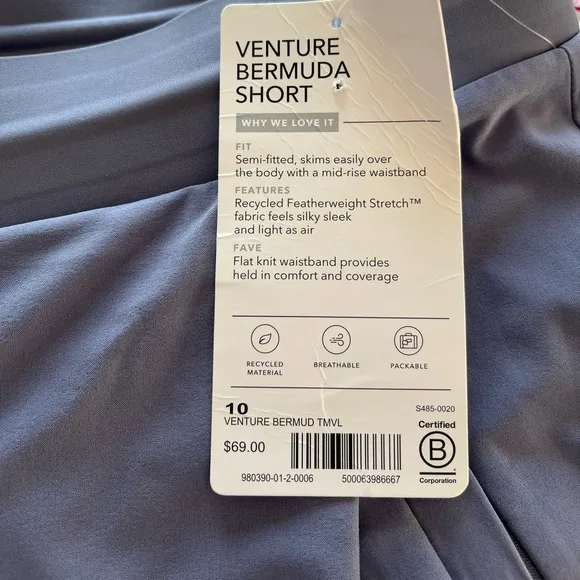 VENTURE
BERMUDA
SHORT
WHY WE LOVE IT
FIT
Semi-fitted, skims easily over
the body with a mid-rise waistband
FEATURES
Recycled Featherweight Stretch™
fabric feels silky sleek
and light as air
FAVE
Flat knit waistband provides
held in comfort and coverage
RECYCLED
MATERIAL
BREATHABLE
PACKABLE
10
S485-0020
VENTURE BERMUD TMVL
$69.00
980390-01-2-0006
500063986667
Certified
B
Corporation